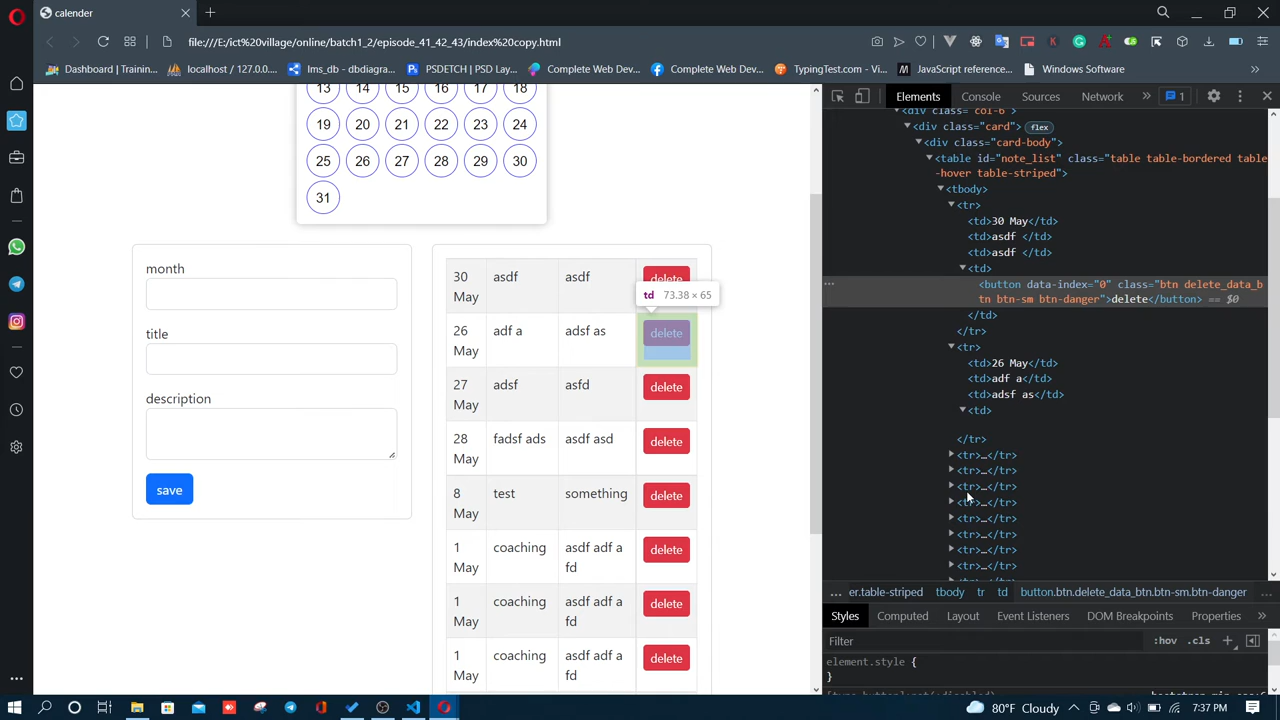 calender
file:///E:/ict%20village/online/batch1_2/episode_41_42_43/index%20copy.html
Dashboard | Trainin...
localhost / 127.0.0....
lms_db - dbdiagra...
PSDETCH | PSD Lay...
Complete Web Dev...
Complete Web Dev...
TypingTest.com - Vi...
JavaScript reference...
Windows Software
13 14 15 16 17 18
19 20 21 22 23 24
25 26 27 28 29 30
31
month
title
description
save
30 May asdf asdf delete
td 73.38 × 65
26 May adf a adsf as delete
27 May adsf asfd delete
28 May fadsf ads asdf asd delete
8 May test something delete
1 May coaching asdf adf a fd delete
1 May coaching asdf adf a fd delete
1 May coaching asdf adf a fd delete
Elements Console Sources Network 1
<div class="col-6">
<div class="card"> flex
<div class="card-body">
<table id="note_list" class="table table-bordered table
-hover table-striped">
<tbody>
<tr>
<td>30 May</td>
<td>asdf </td>
<td>asdf </td>
<td>
<button data-index="0" class="btn delete_data_b
tn btn-sm btn-danger">delete</button> == $0
</td>
</tr>
<tr>
<td>26 May</td>
<td>adf a</td>
<td>adsf as</td>
<td>
</tr>
<tr>…</tr>
<tr>…</tr>
<tr>…</tr>
<tr>…</tr>
<tr>…</tr>
<tr>…</tr>
<tr>…</tr>
<tr>…</tr>
... er.table-striped tbody tr td button.btn.delete_data_btn.btn-sm.btn-danger ...
Styles Computed Layout Event Listeners DOM Breakpoints Properties
Filter :hov .cls
element.style {
}
80°F Cloudy 7:37 PM